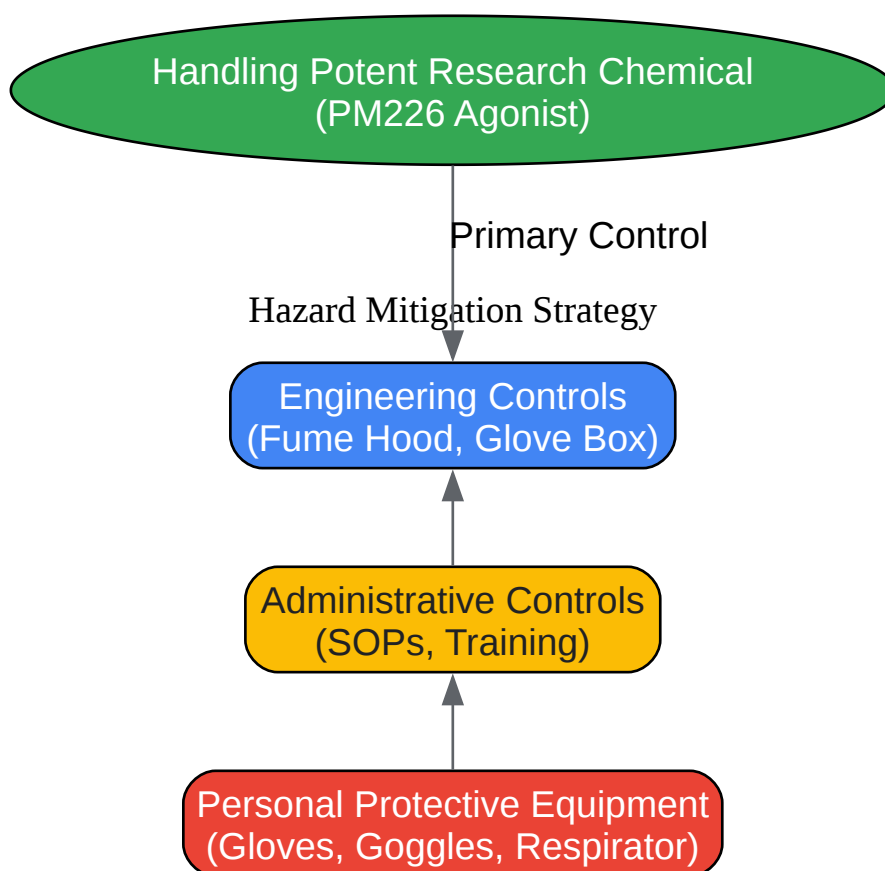 Handling Potent Research Chemical
(PM226 Agonist)
Primary Control
Hazard Mitigation Strategy
Engineering Controls
(Fume Hood, Glove Box)
Administrative Controls
(SOPs, Training)
Personal Protective Equipment
(Gloves, Goggles, Respirator)